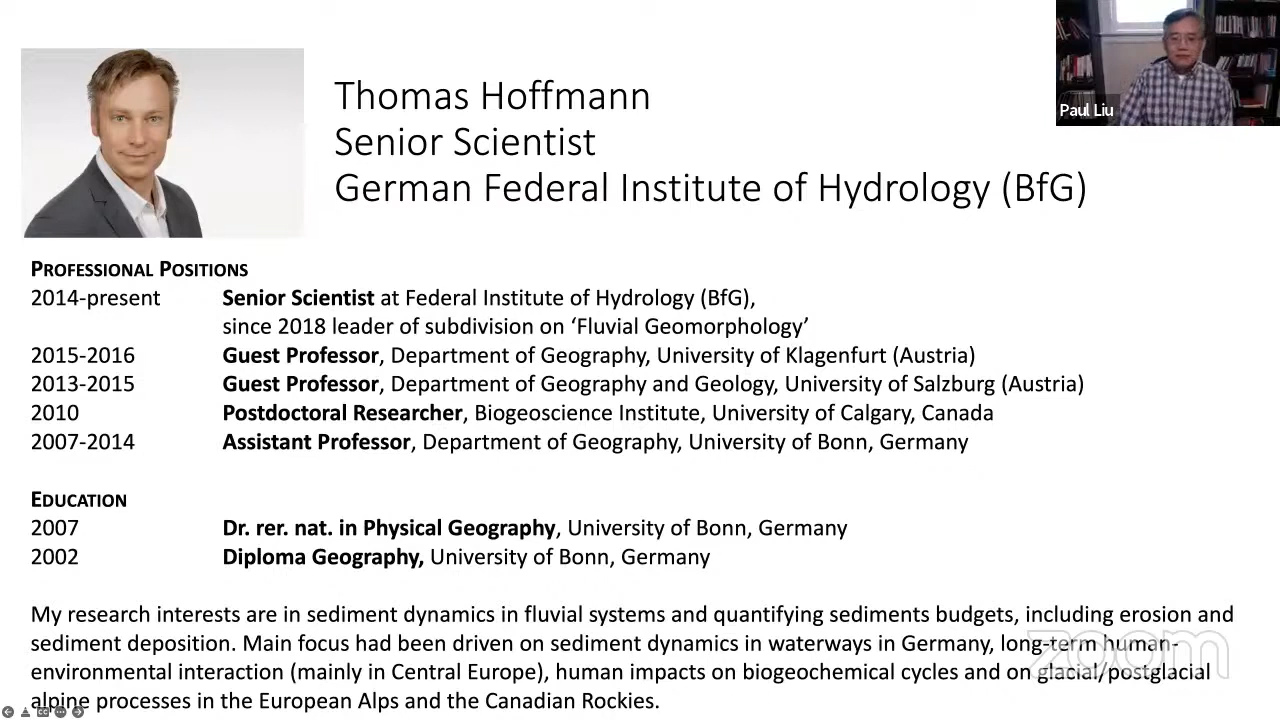 Thomas Hoffmann
Senior Scientist
German Federal Institute of Hydrology (BfG)
Paul Liu
PROFESSIONAL POSITIONS
2014-present Senior Scientist at Federal Institute of Hydrology (BfG),
since 2018 leader of subdivision on ‘Fluvial Geomorphology’
2015-2016 Guest Professor, Department of Geography, University of Klagenfurt (Austria)
2013-2015 Guest Professor, Department of Geography and Geology, University of Salzburg (Austria)
2010 Postdoctoral Researcher, Biogeoscience Institute, University of Calgary, Canada
2007-2014 Assistant Professor, Department of Geography, University of Bonn, Germany
EDUCATION
2007 Dr. rer. nat. in Physical Geography, University of Bonn, Germany
2002 Diploma Geography, University of Bonn, Germany
My research interests are in sediment dynamics in fluvial systems and quantifying sediments budgets, including erosion and
sediment deposition. Main focus had been driven on sediment dynamics in waterways in Germany, long-term human-
environmental interaction (mainly in Central Europe), human impacts on biogeochemical cycles and on glacial/postglacial
alpine processes in the European Alps and the Canadian Rockies.
zoom